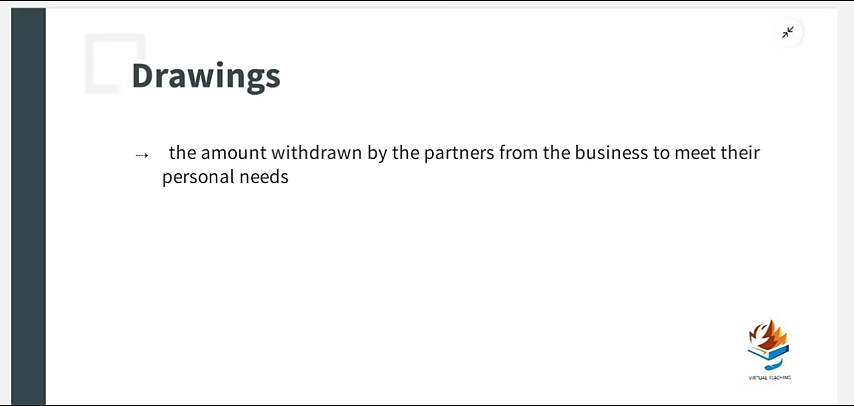 Drawings
→ the amount withdrawn by the partners from the business to meet their
personal needs
VIRTUAL TEACHING